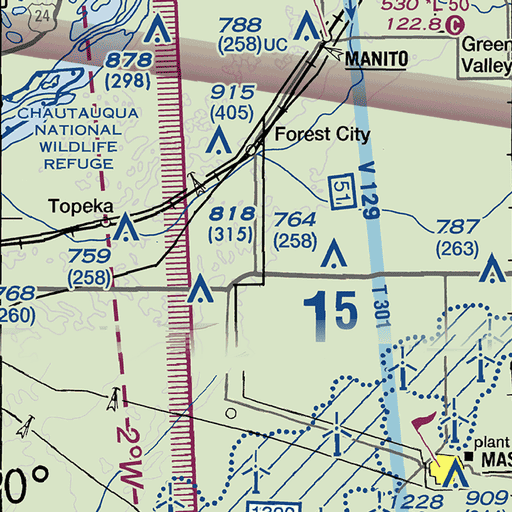 24
788
(258)UC
530 *L-50
122.8 C
MANITO
Green
Valley
878
(298)
915
(405)
CHAUTAUQUA
NATIONAL
WILDLIFE
REFUGE
Forest City
V 129
51
Topeka
818
(315)
764
(258)
787
(263)
759
(258)
768
(260)
15
T 301
-2°W-
plant
MAS
0°
1228
909